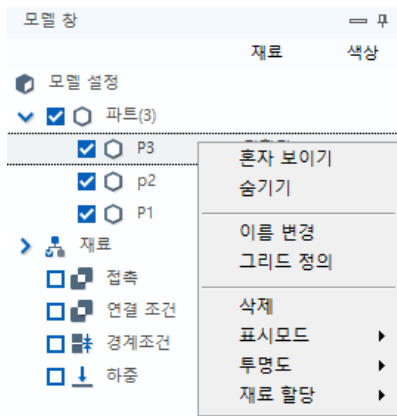 모델 창
재료 색상
모델 설정
파트(3)
P3
혼자 보이기
p2
숨기기
P1
이름 변경
재료
그리드 정의
접촉
연결 조건
삭제
경계조건
표시모드
하중
투명도
재료 할당